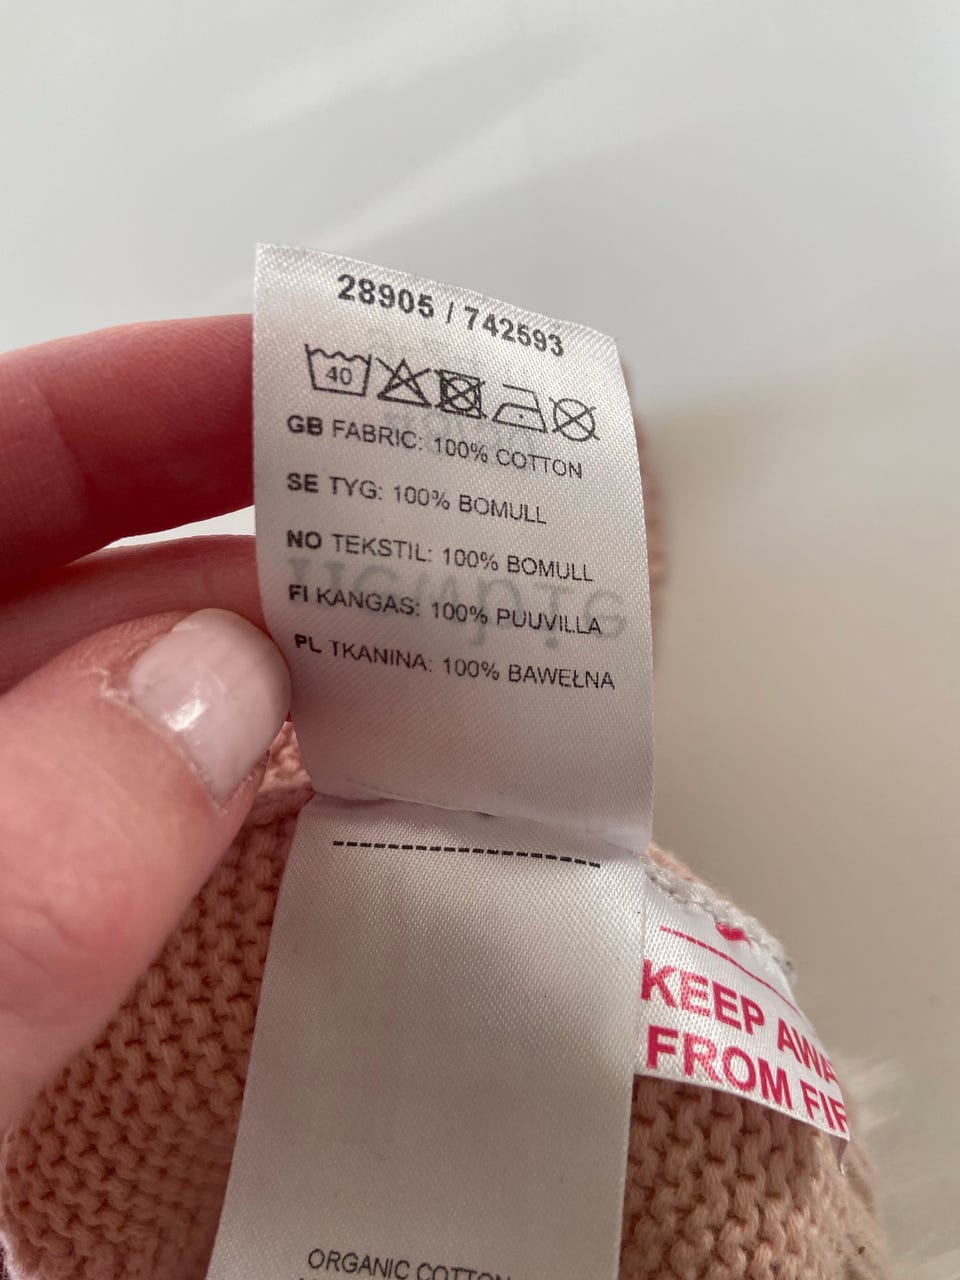 28905 / 742593
40
GB FABRIC: 100% COTTON
SE TYG: 100% BOMULL
NO TEKSTIL: 100% BOMULL
FI KANGAS: 100% PUUVILLA
PL TKANINA: 100% BAWEŁNA
KEEP AWA
FROM FIR
ORGANIC COTTON